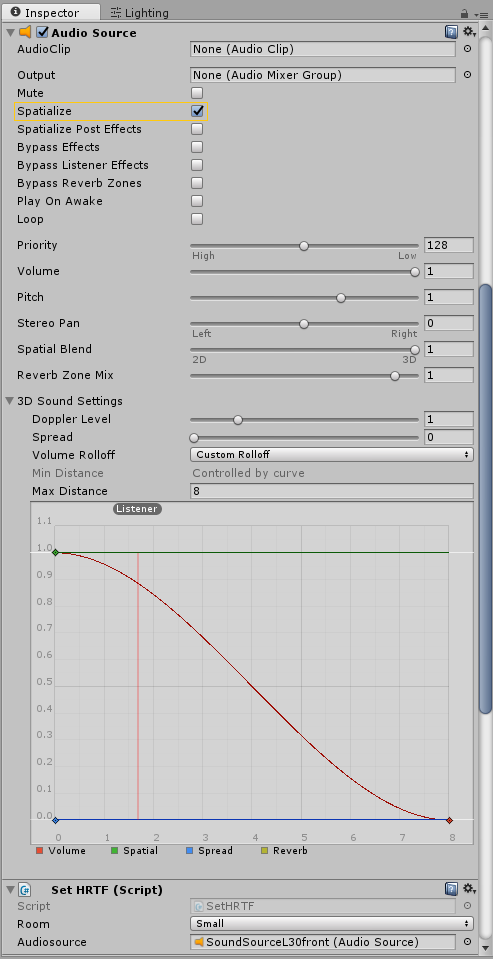 Inspector Lighting
Audio Source
AudioClip None (Audio Clip)
Output None (Audio Mixer Group)
Mute
Spatialize
Spatialize Post Effects
Bypass Effects
Bypass Listener Effects
Bypass Reverb Zones
Play On Awake
Loop
Priority 128
High Low
Volume 1
Pitch 1
Stereo Pan 0
Left Right
Spatial Blend 1
2D 3D
Reverb Zone Mix 1
3D Sound Settings
Doppler Level 1
Spread 0
Volume Rolloff Custom Rolloff
Min Distance Controlled by curve
Max Distance 8
Listener
1.1
1.0
0.9
0.8
0.7
0.6
0.5
0.4
0.3
0.2
0.1
0.0
0 1 2 3 4 5 6 7 8
Volume Spatial Spread Reverb
Set HRTF (Script)
Script SetHRTF
Room Small
Audiosource SoundSourceL30front (Audio Source)